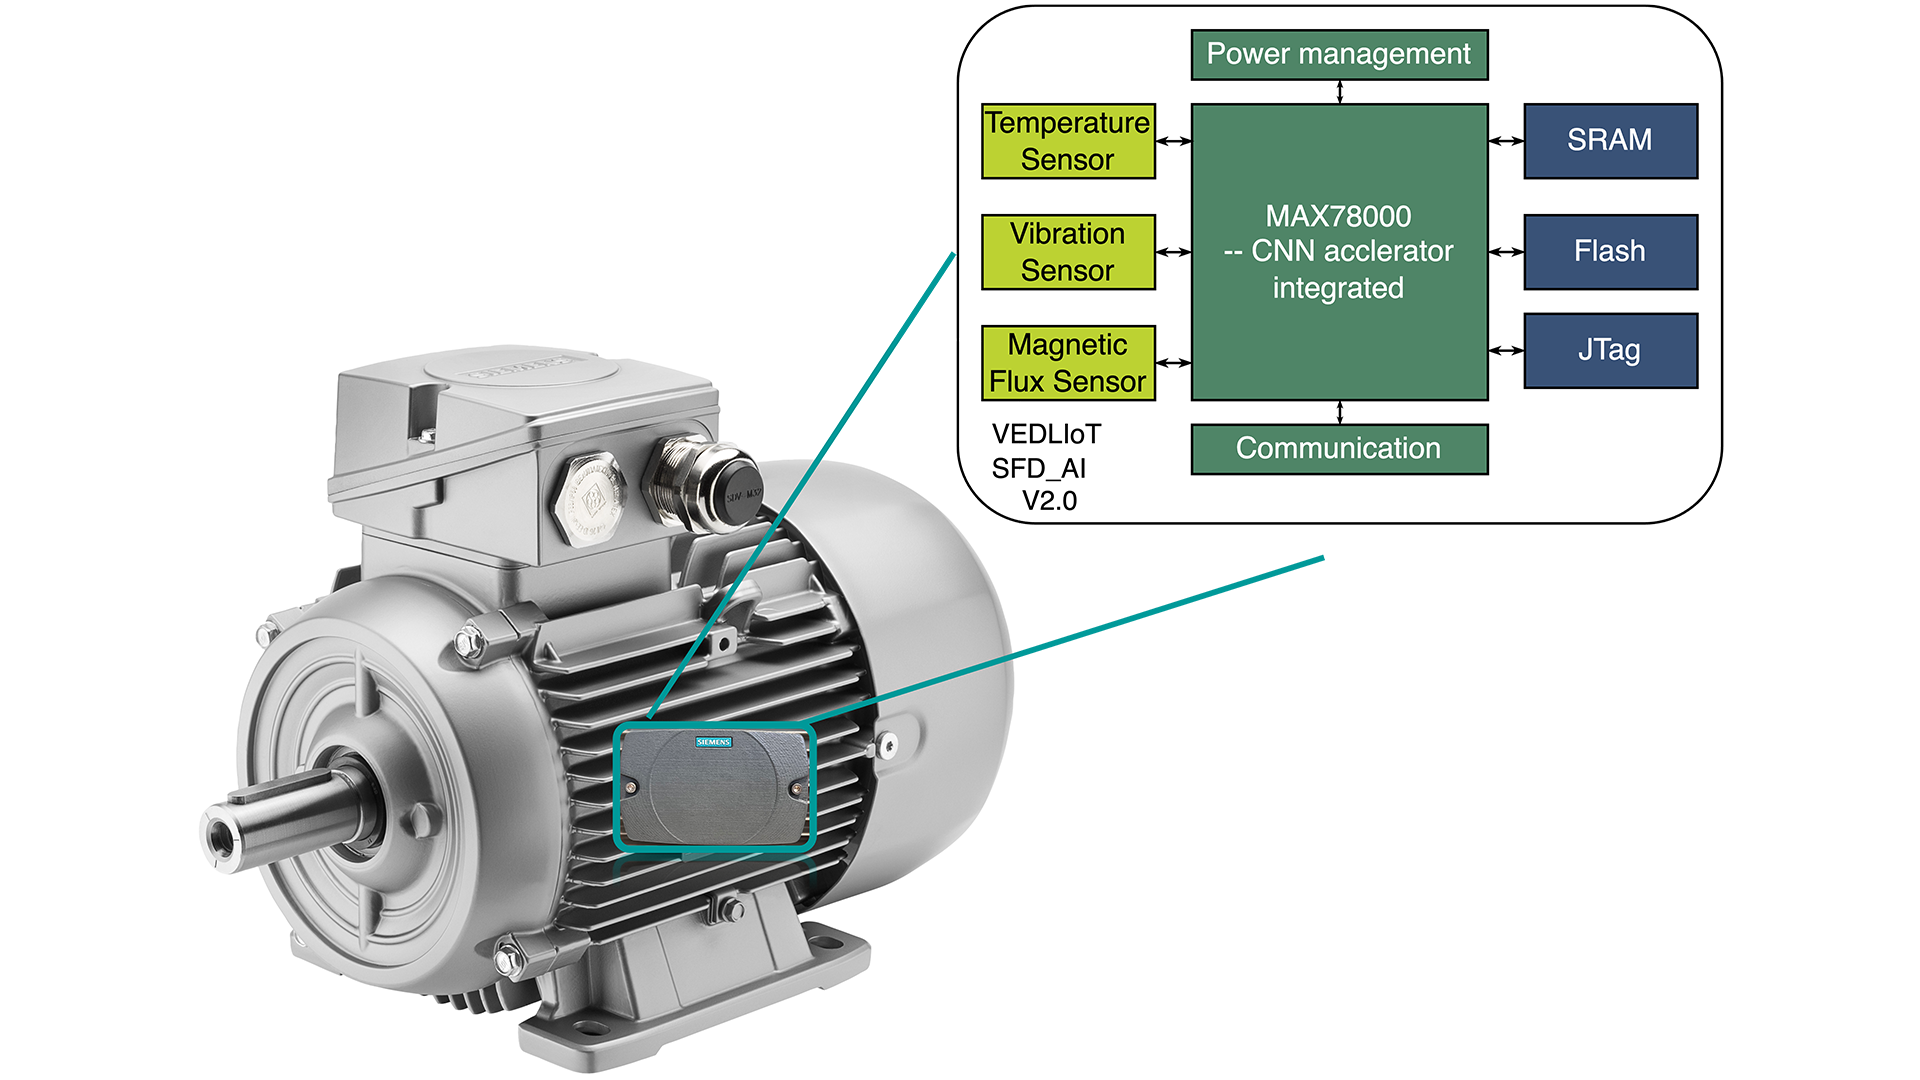 Power management
Temperature
Sensor
SRAM
MAX78000
-- CNN acclerator
integrated
Vibration
Sensor
Flash
Magnetic
Flux Sensor
JTag
VEDLIoT
SFD_AI
V2.0
Communication
SIEMENS
SIEMENS